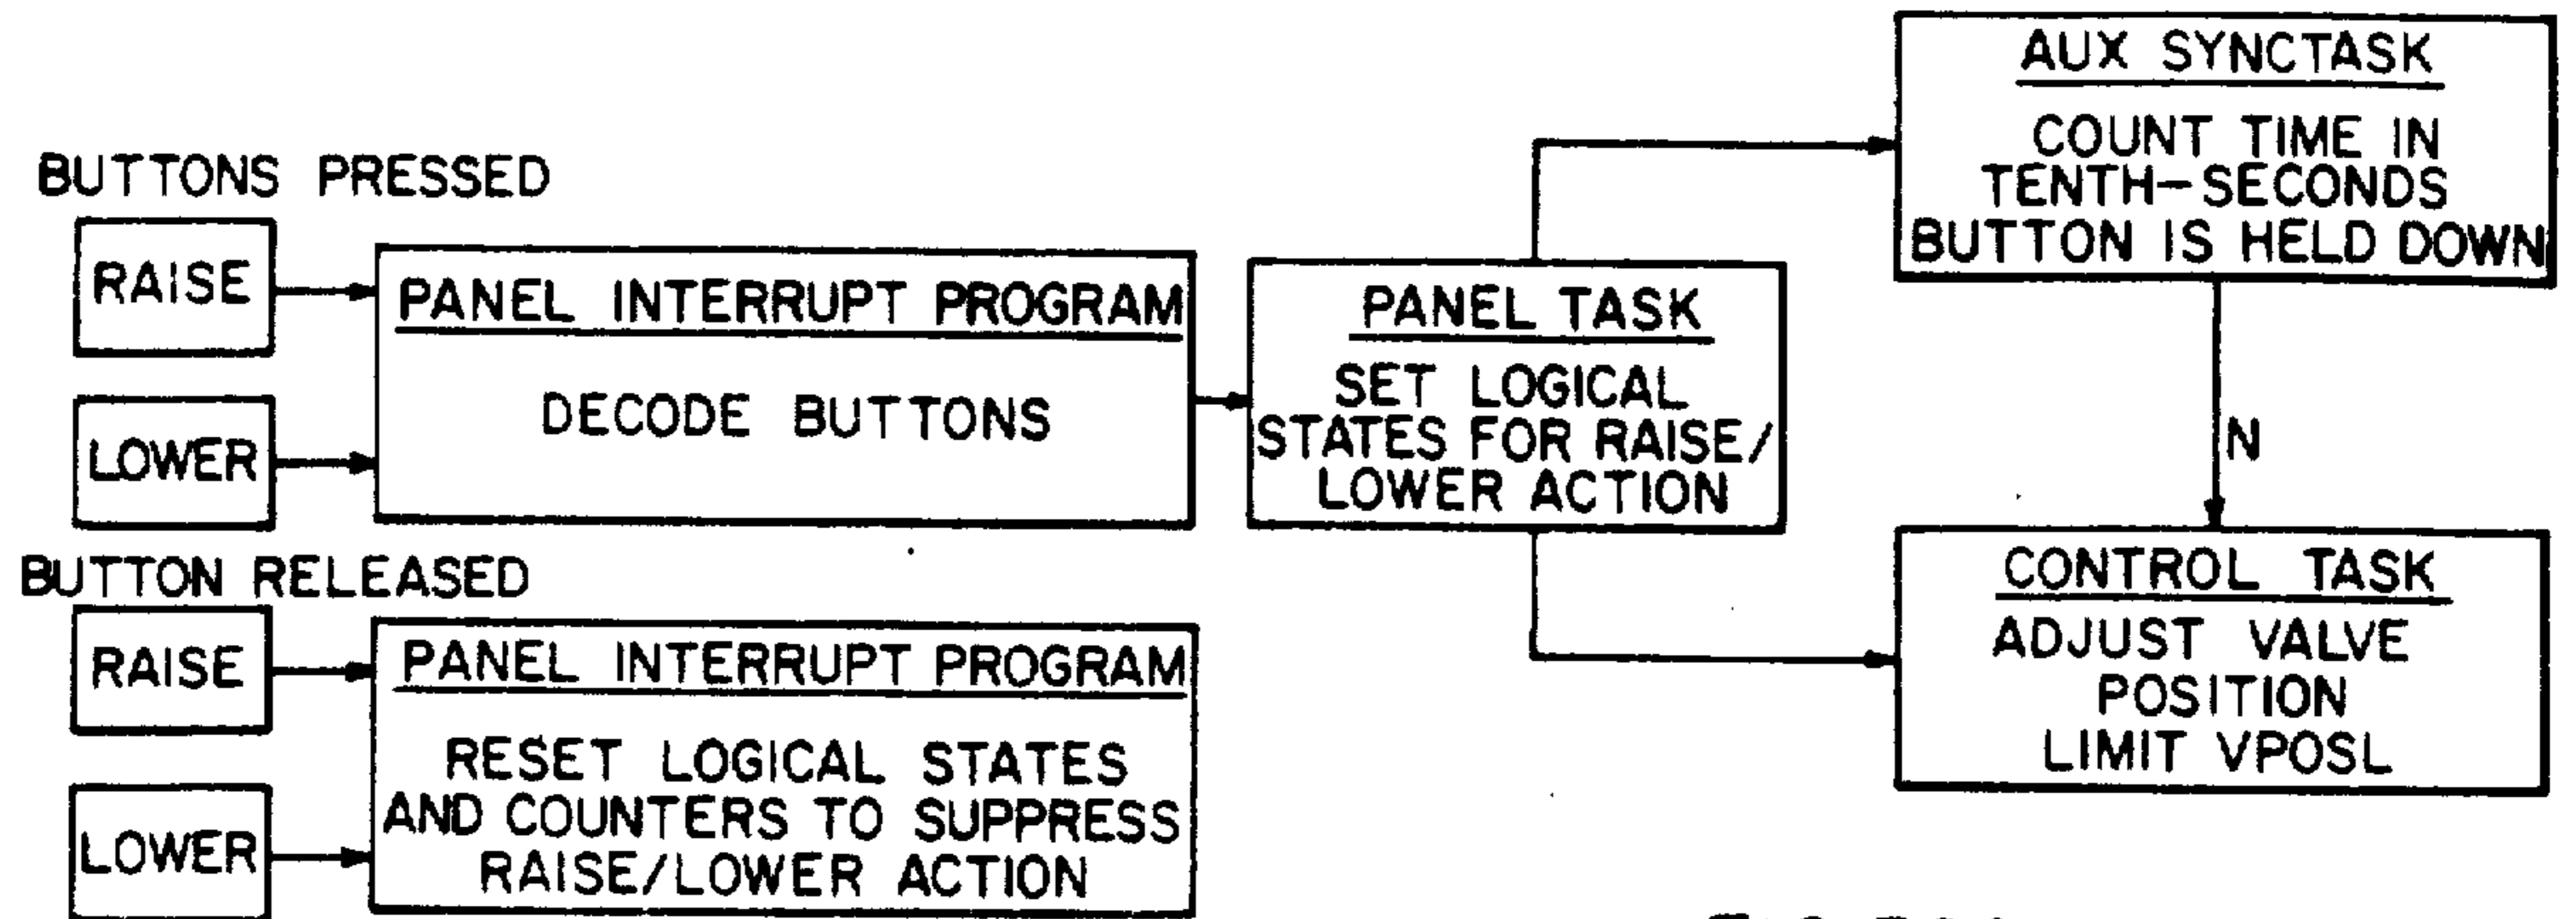 BUTTONS PRESSED
RAISE
LOWER
PANEL INTERRUPT PROGRAM
DECODE BUTTONS
PANEL TASK
SET LOGICAL
STATES FOR RAISE/
LOWER ACTION
AUX SYNCTASK
COUNT TIME IN
TENTH-SECONDS
BUTTON IS HELD DOWN
N
CONTROL TASK
ADJUST VALVE
POSITION
LIMIT VPOSL
BUTTON RELEASED
RAISE
LOWER
PANEL INTERRUPT PROGRAM
RESET LOGICAL STATES
AND COUNTERS TO SUPPRESS
RAISE/LOWER ACTION